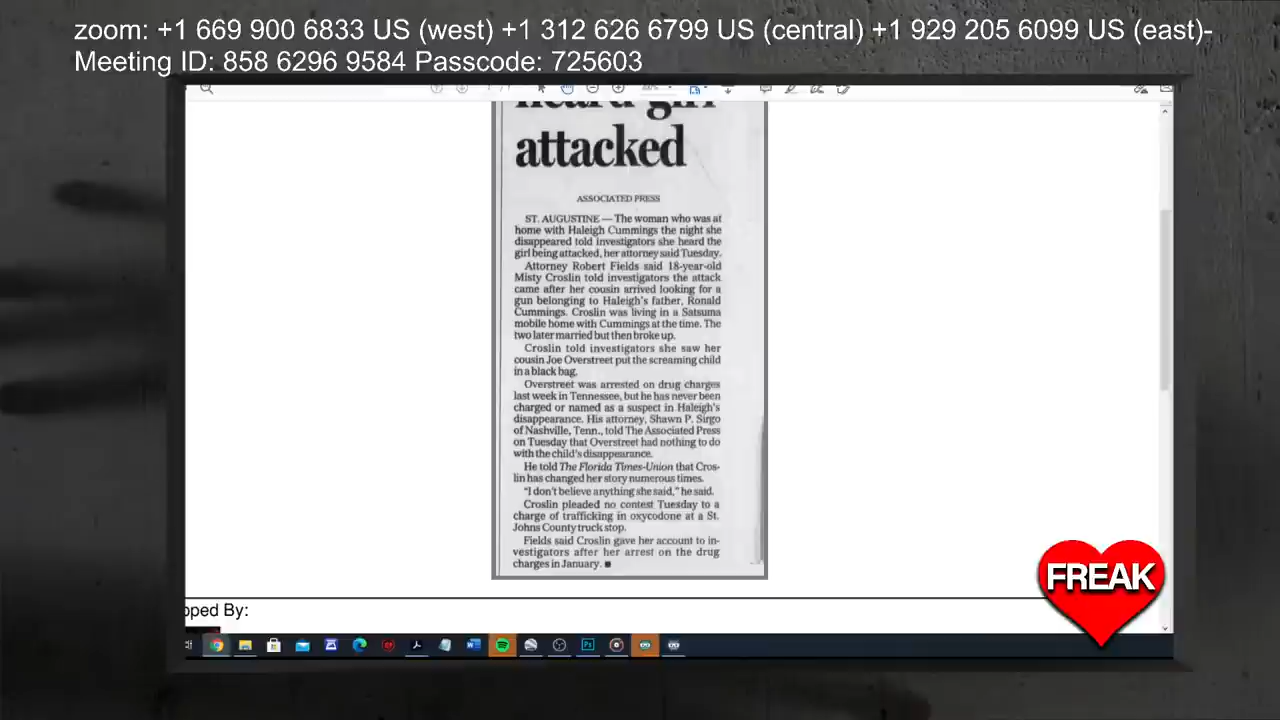 zoom: +1 669 900 6833 US (west) +1 312 626 6799 US (central) +1 929 205 6099 US (east)-
Meeting ID: 858 6296 9584 Passcode: 725603
heard girl
attacked
ASSOCIATED PRESS
ST. AUGUSTINE — The woman who was at
home with Haleigh Cummings the night she
disappeared told investigators she heard the
girl being attacked, her attorney said Tuesday.
Attorney Robert Fields said 18-year-old
Misty Croslin told investigators the attack
came after her cousin arrived looking for a
gun belonging to Haleigh's father, Ronald
Cummings. Croslin was living in a Satsuma
mobile home with Cummings at the time. The
two later married but then broke up.
Croslin told investigators she saw her
cousin Joe Overstreet put the screaming child
in a black bag.
Overstreet was arrested on drug charges
last week in Tennessee, but he has never been
charged or named as a suspect in Haleigh's
disappearance. His attorney, Shawn P. Sirgo
of Nashville, Tenn., told The Associated Press
on Tuesday that Overstreet had nothing to do
with the child's disappearance.
He told The Florida Times-Union that Cros-
lin has changed her story numerous times.
"I don't believe anything she said," he said.
Croslin pleaded no contest Tuesday to a
charge of trafficking in oxycodone at a St.
Johns County truck stop.
Fields said Croslin gave her account to in-
vestigators after her arrest on the drug
charges in January.
FREAK
pped By: